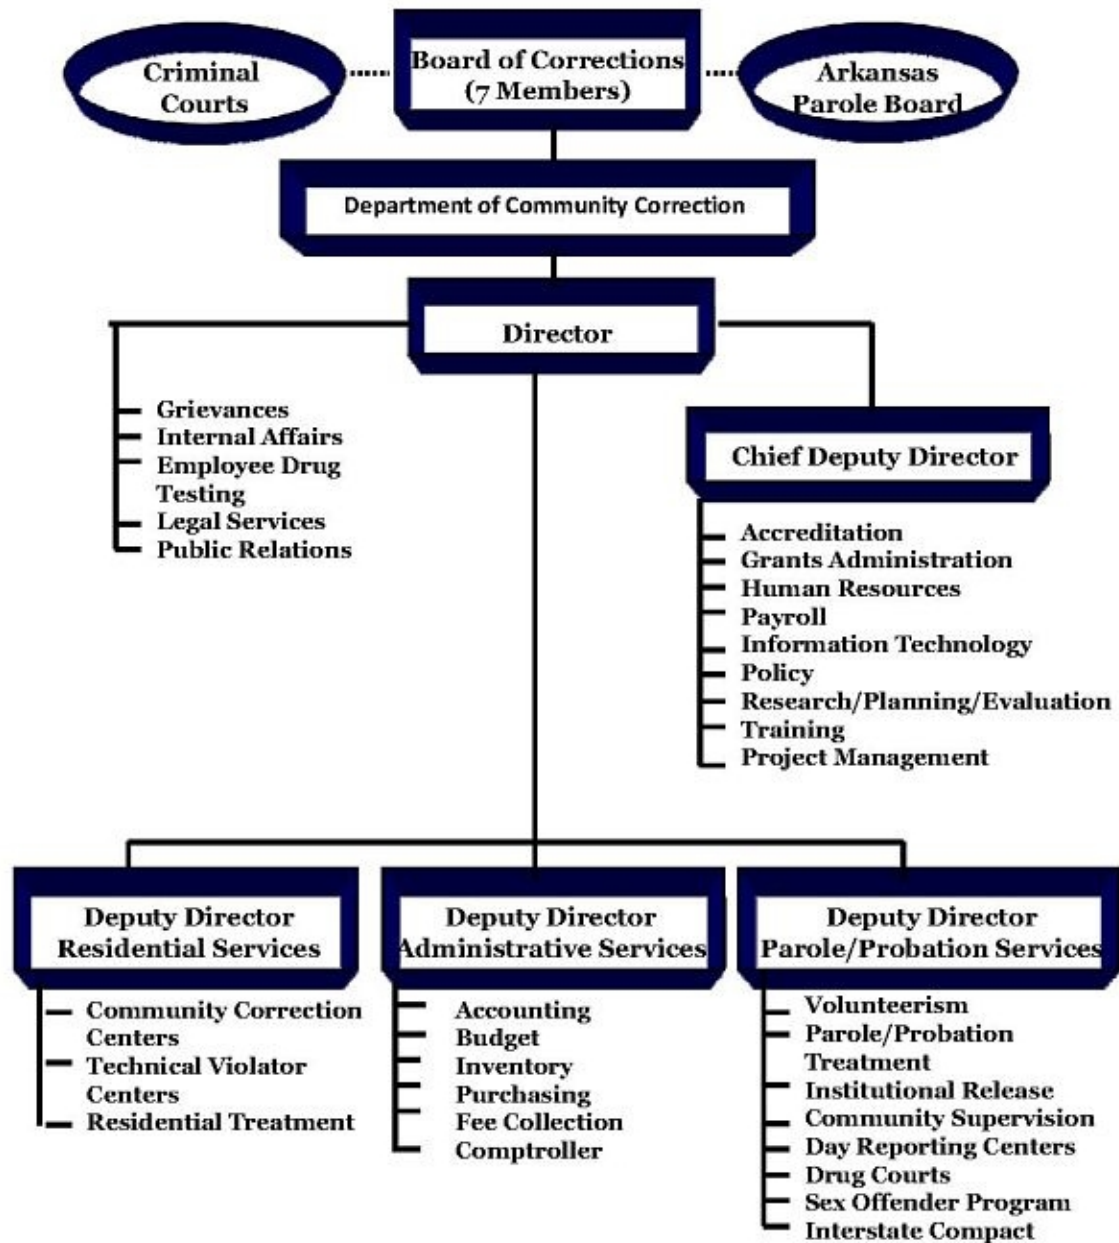 Criminal
Courts
Board of Corrections
(7 Members)
Arkansas
Parole Board
Department of Community Correction
Director
Grievances
Internal Affairs
Employee Drug
Testing
Legal Services
Public Relations
Chief Deputy Director
Accreditation
Grants Administration
Human Resources
Payroll
Information Technology
Policy
Research/Planning/Evaluation
Training
Project Management
Deputy Director
Residential Services
Community Correction
Centers
Technical Violator
Centers
Residential Treatment
Deputy Director
Administrative Services
Accounting
Budget
Inventory
Purchasing
Fee Collection
Comptroller
Deputy Director
Parole/Probation Services
Volunteerism
Parole/Probation
Treatment
Institutional Release
Community Supervision
Day Reporting Centers
Drug Courts
Sex Offender Program
Interstate Compact